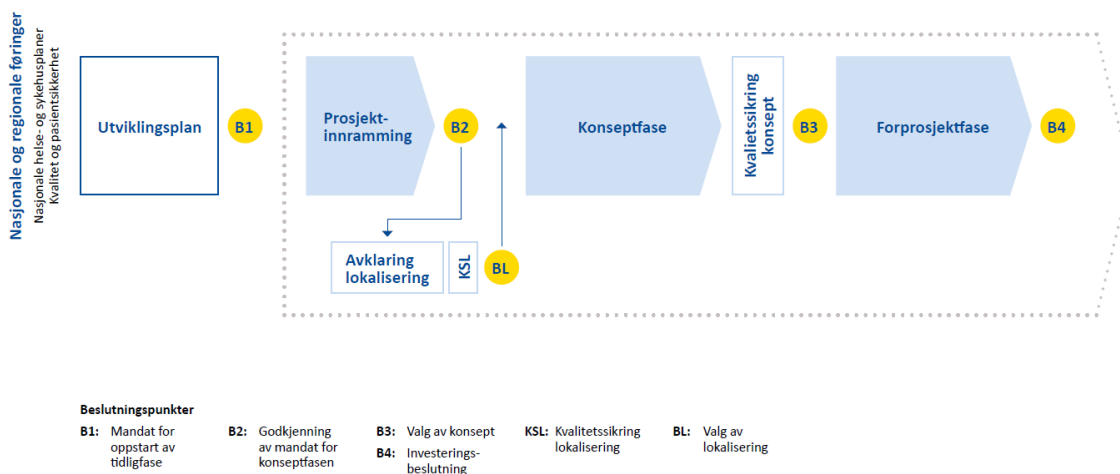 Nasjonale og regionale føringer
Nasjonale helse- og sykehusplaner
Kvalitet og pasientsikkerhet
Utviklingsplan
B1
Prosjekt-
innramming
B2
Konseptfase
Kvalietssikring
konsept
B3
Forprosjektfase
B4
Avklaring
lokalisering
KSL
BL
Beslutningspunkter
B1: Mandat for
oppstart av
tidligfase
B2: Godkjenning
av mandat for
konseptfasen
B3: Valg av konsept
B4: Investerings-
beslutning
KSL: Kvalitetssikring
lokalisering
BL: Valg av
lokalisering